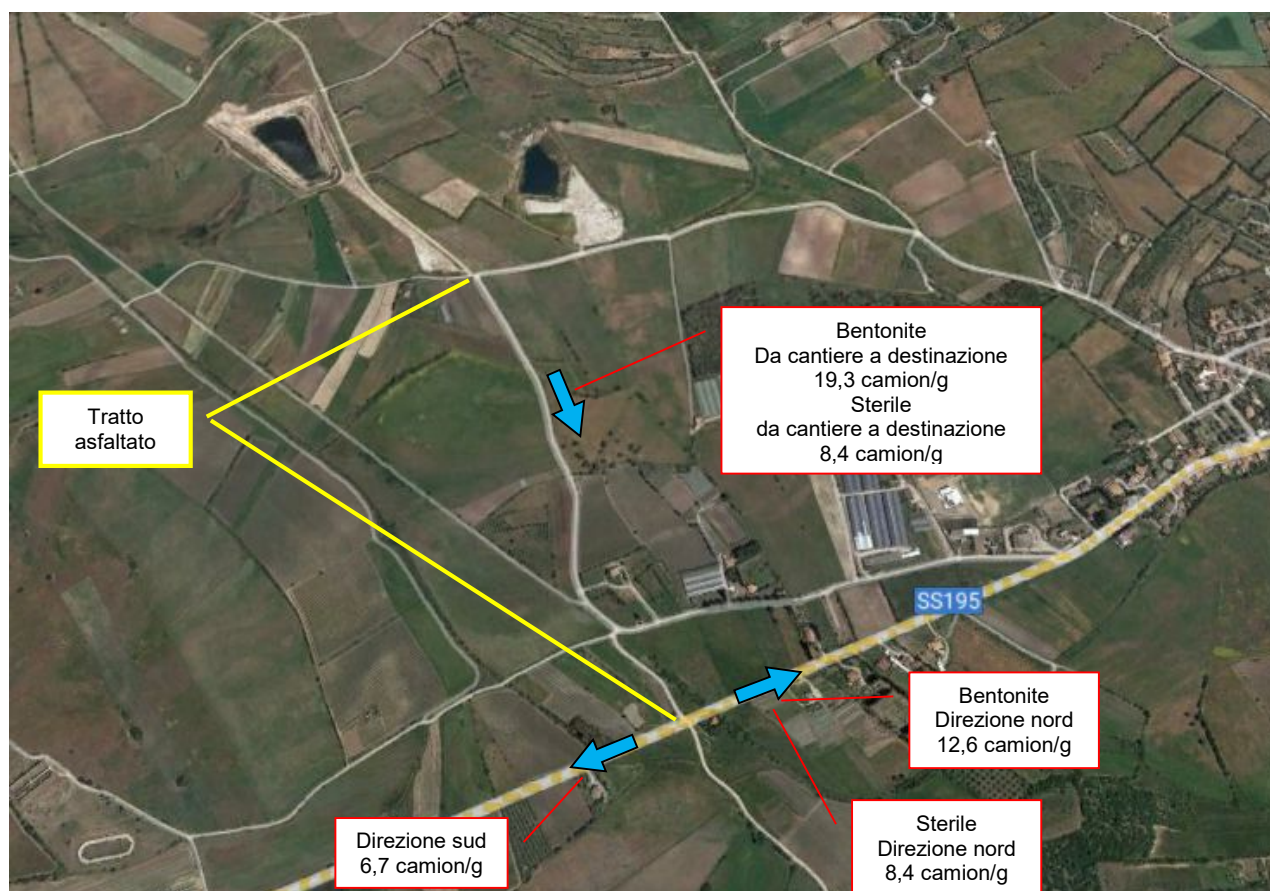 Bentonite
Da cantiere a destinazione
19,3 camion/g
Sterile
da cantiere a destinazione
8,4 camion/g
Tratto
asfaltato
SS195
Bentonite
Direzione nord
12,6 camion/g
Direzione sud
6,7 camion/g
Sterile
Direzione nord
8,4 camion/g